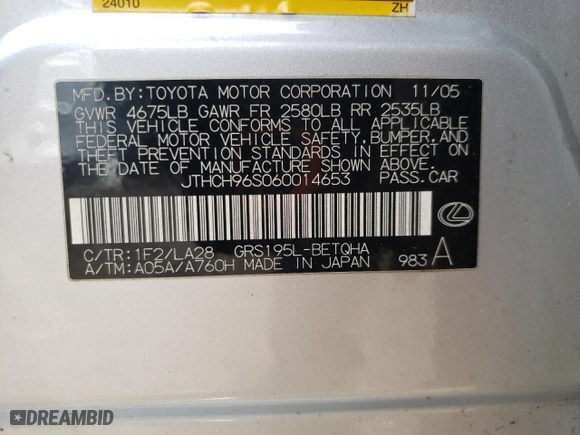 24010 ZH
MFD.BY:TOYOTA MOTOR CORPORATION 11/05
GVWR 4675LB GAWR FR 2580LB RR 2535LB
THIS VEHICLE CONFORMS TO ALL APPLICABLE
FEDERAL MOTOR VEHICLE SAFETY,BUMPER,AND
THEFT PREVENTION STANDARDS IN EFFECT ON
THE DATE OF MANUFACTURE SHOWN ABOVE.
JTHCH96S060014653 PASS.CAR
C/TR:1F2/LA28 GRS195L-BETQHA
A/TM:A05A/A760H MADE IN JAPAN 983 A
DREAMBID